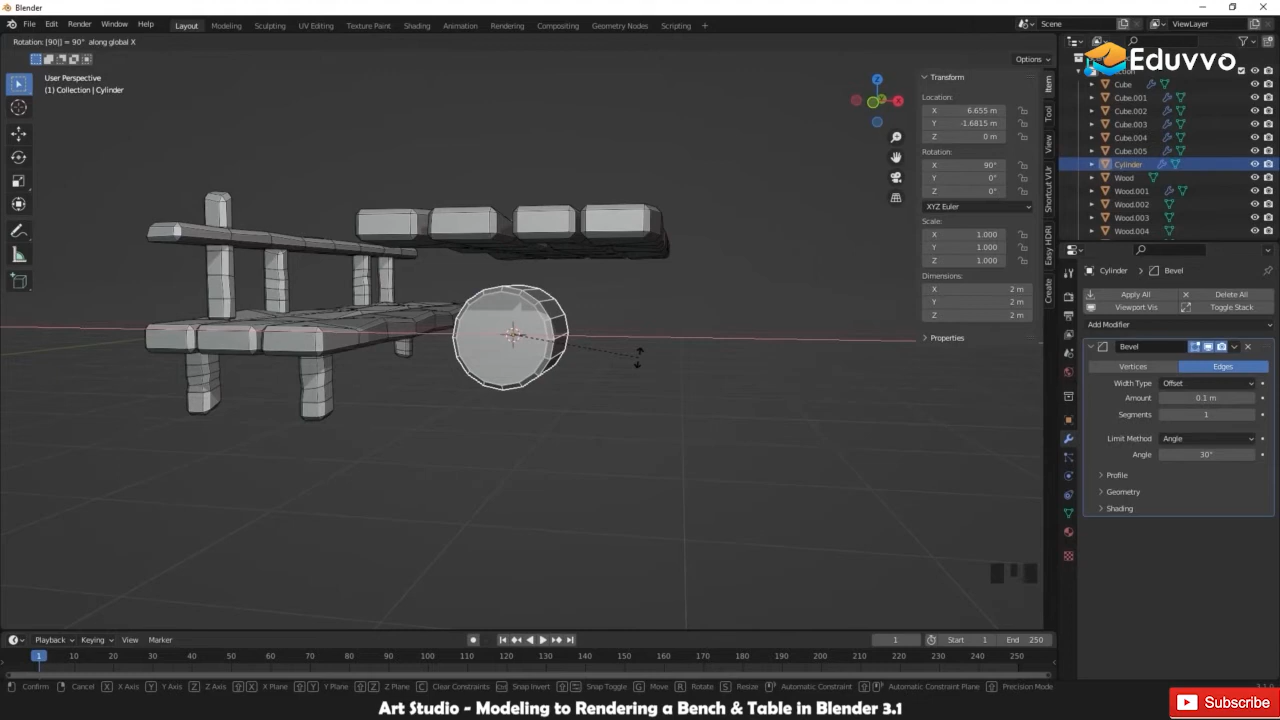 Blender
File Edit Render Window Help Layout Modeling Sculpting UV Editing Texture Paint Shading Animation Rendering Compositing Geometry Nodes Scripting + Scene ViewLayer
Rotation: [90|] = 90° along global X
Options
Eduvvo
User Perspective
(1) Collection | Cylinder
Transform
Location:
X 6.655 m
Y -1.6815 m
Z 0 m
Rotation:
X 90°
Y 0°
Z 0°
XYZ Euler
Scale:
X 1.000
Y 1.000
Z 1.000
Dimensions:
X 2 m
Y 2 m
Z 2 m
Properties
Item
Tool
View
Shortcut VUr
Easy HDRI
Create
Z
X
Cube
Cube.001
Cube.002
Cube.003
Cube.004
Cube.005
Cylinder
Wood
Wood.001
Wood.002
Wood.003
Wood.004
Cylinder > Bevel
Apply All Delete All
Viewport Vis Toggle Stack
Add Modifier
Bevel
Vertices Edges
Width Type Offset
Amount 0.1 m
Segments 1
Limit Method Angle
Angle 30°
Profile
Geometry
Shading
Playback Keying View Marker 1 Start 1 End 250
1 10 20 30 40 50 60 70 80 90 100 110 120 130 140 150 160 170 180 190 200 210 220 230 240 250
Confirm Cancel X X Axis Y Y Axis Z Z Axis X X Plane Y Y Plane Z Z Plane C Clear Constraints Snap Invert Snap Toggle G Move R Rotate S Resize Automatic Constraint Automatic Constraint Plane Precision Mode
Art Studio - Modeling to Rendering a Bench & Table in Blender 3.1
Subscribe